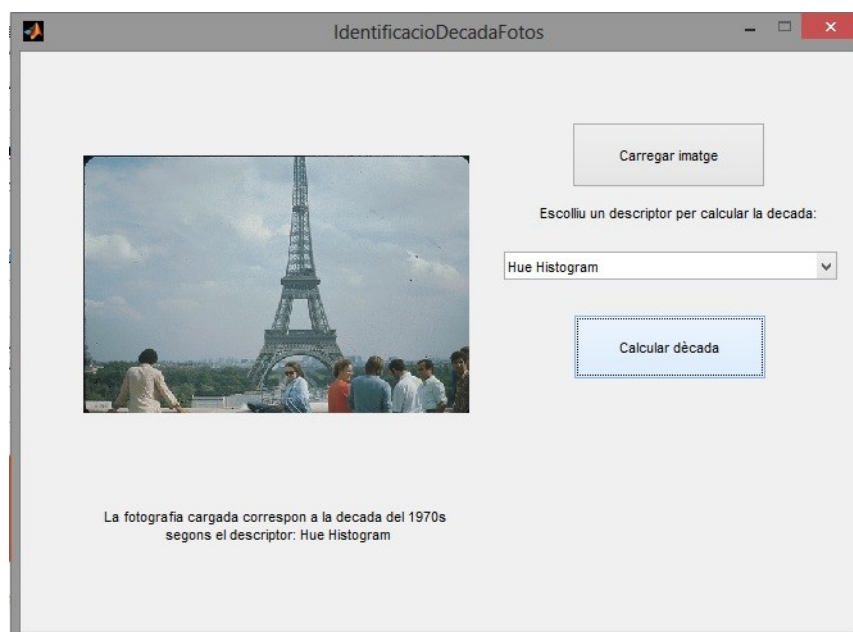 IdentificacioDecadaFotos
Carregar imatge
Escolliu un descriptor per calcular la decada:
Hue Histogram
Calcular dècada
La fotografia cargada correspon a la decada del 1970s
segons el descriptor: Hue Histogram